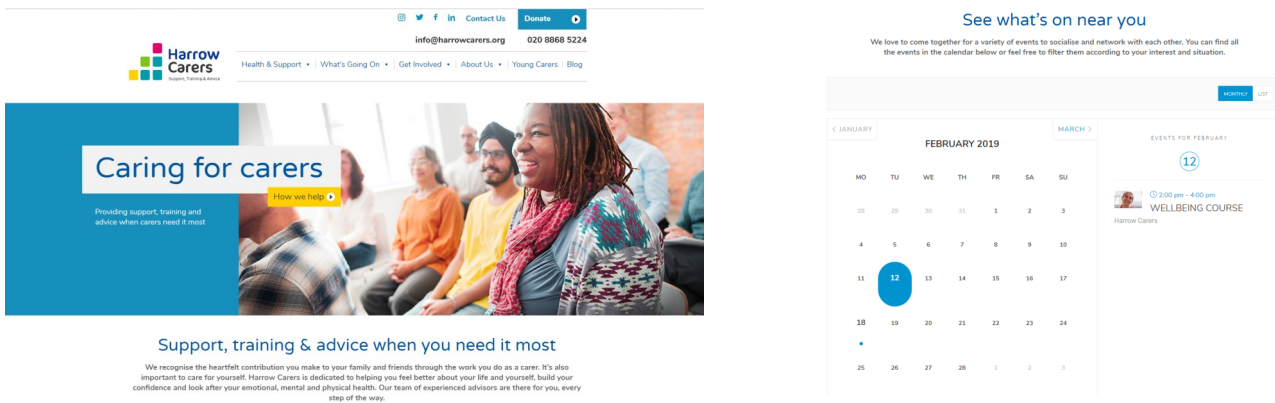 Contact Us
Donate
info@harrowcarers.org 020 8868 5224
Harrow
Carers
Support, Training & Advice
Health & Support What's Going On Get Involved About Us Young Carers Blog
Caring for carers
How we help
Providing support, training and
advice when carers need it most
Support, training & advice when you need it most
We recognise the heartfelt contribution you make to your family and friends through the work you do as a carer. It's also
important to care for yourself. Harrow Carers is dedicated to helping you feel better about your life and yourself, build your
confidence and look after your emotional, mental and physical health. Our team of experienced advisors are there for you, every
step of the way.
See what's on near you
We love to come together for a variety of events to socialise and network with each other. You can find all
the events in the calendar below or feel free to filter them according to your interest and situation.
MONTHLY LIST
< JANUARY MARCH >
FEBRUARY 2019
MO TU WE TH FR SA SU
28 29 30 31 1 2 3
4 5 6 7 8 9 10
11 12 13 14 15 16 17
18 19 20 21 22 23 24
25 26 27 28 1 2 3
EVENTS FOR FEBRUARY
12
2:00 pm - 4:00 pm
WELLBEING COURSE
Harrow Carers